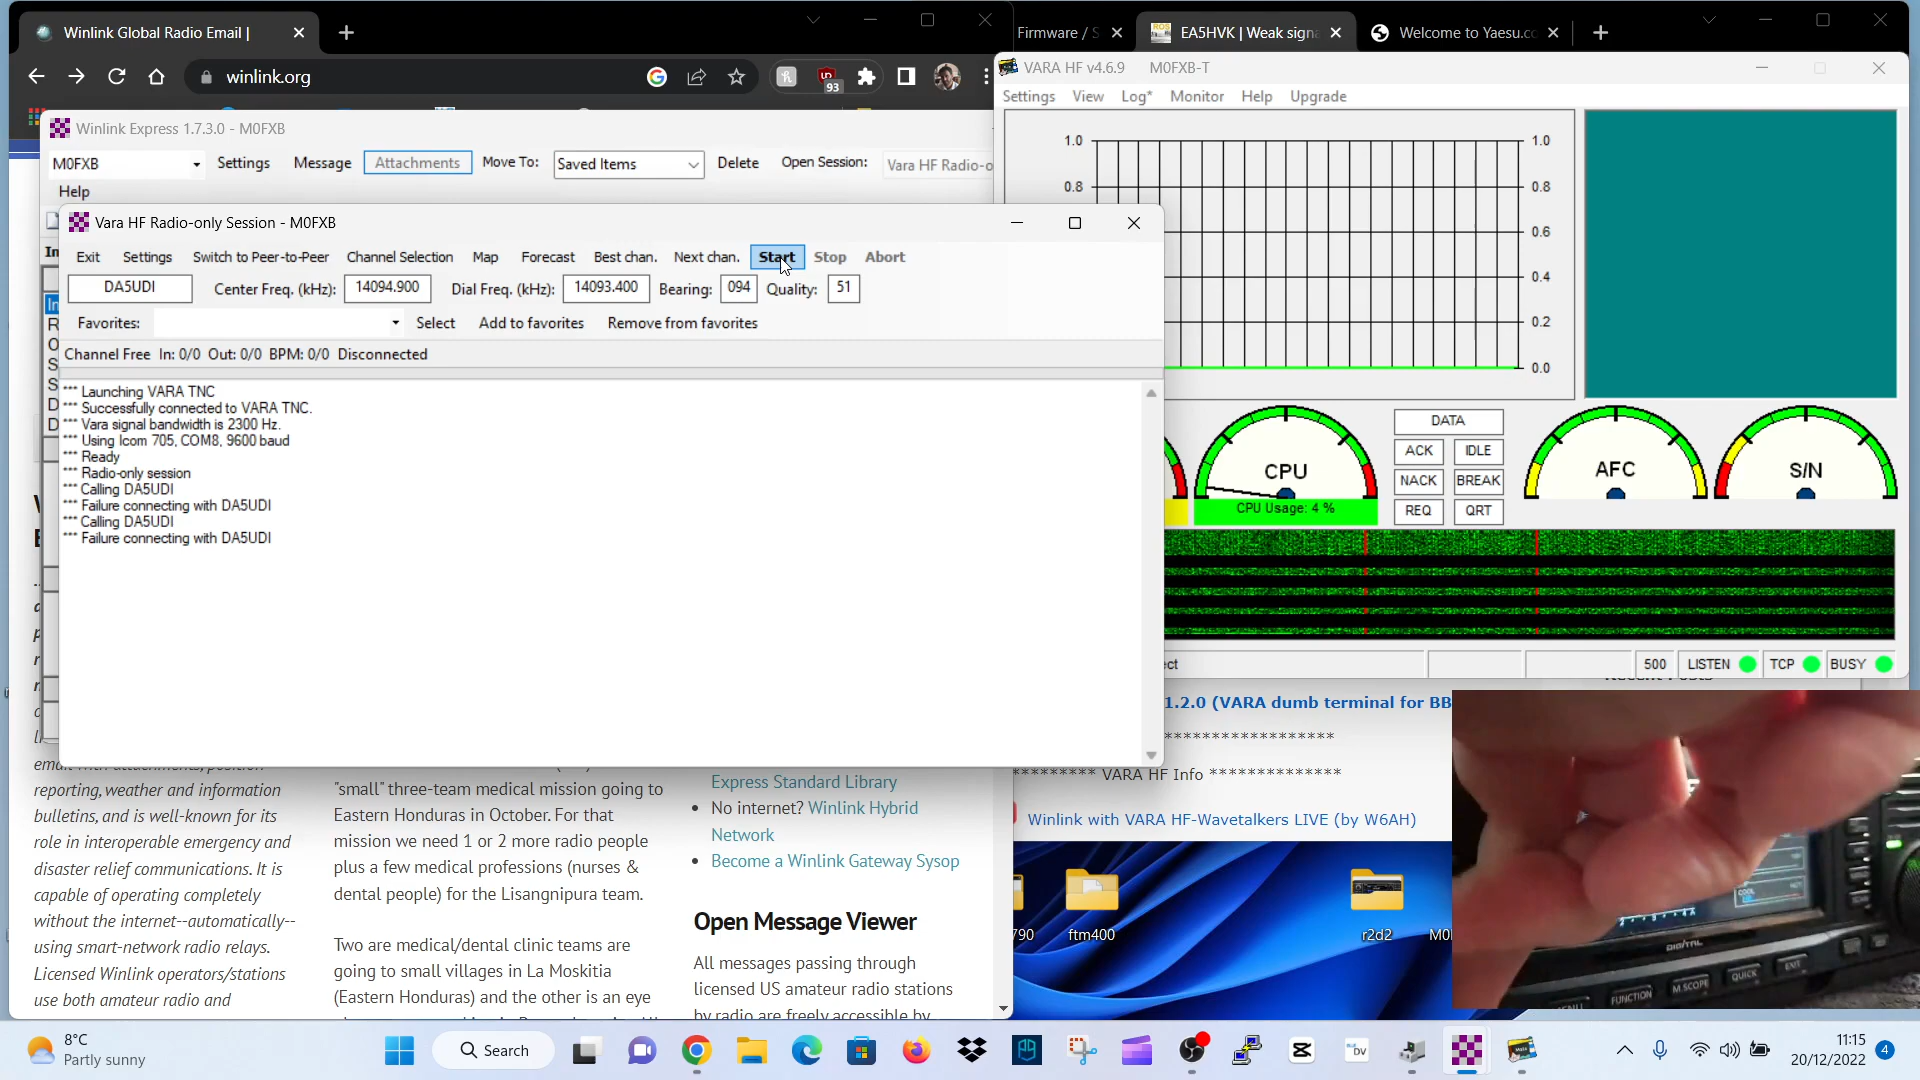 Winlink Global Radio Email |
Firmware / S
EA5HVK | Weak signa
Welcome to Yaesu.cc
winlink.org
93
VARA HF v4.6.9 M0FXB-T
Settings View Log* Monitor Help Upgrade
Winlink Express 1.7.3.0 - M0FXB
M0FXB Settings Message Attachments Move To: Saved Items Delete Open Session: Vara HF Radio-o
Help
1.0 1.0
0.8 0.8
0.6
0.4
0.2
0.0
Vara HF Radio-only Session - M0FXB
Exit Settings Switch to Peer-to-Peer Channel Selection Map Forecast Best chan. Next chan. Start Stop Abort
DA5UDI Center Freq. (kHz): 14094.900 Dial Freq. (kHz): 14093.400 Bearing: 094 Quality: 51
Favorites: Select Add to favorites Remove from favorites
Channel Free In: 0/0 Out: 0/0 BPM: 0/0 Disconnected
*** Launching VARA TNC
*** Successfully connected to VARA TNC.
*** Vara signal bandwidth is 2300 Hz.
*** Using Icom 705, COM8, 9600 baud
*** Ready
*** Radio-only session
*** Calling DA5UDI
*** Failure connecting with DA5UDI
*** Calling DA5UDI
*** Failure connecting with DA5UDI
CPU
CPU Usage: 4 %
DATA
ACK IDLE
NACK BREAK
REQ QRT
AFC
S/N
ect
500 LISTEN TCP BUSY
1.2.0 (VARA dumb terminal for BB
******************
********* VARA HF Info **************
Winlink with VARA HF-Wavetalkers LIVE (by W6AH)
reporting, weather and information
bulletins, and is well-known for its
role in interoperable emergency and
disaster relief communications. It is
capable of operating completely
without the internet--automatically--
using smart-network radio relays.
Licensed Winlink operators/stations
use both amateur radio and
"small" three-team medical mission going to
Eastern Honduras in October. For that
mission we need 1 or 2 more radio people
plus a few medical professions (nurses &
dental people) for the Lisangnipura team.
Two are medical/dental clinic teams are
going to small villages in La Moskitia
(Eastern Honduras) and the other is an eye
Express Standard Library
• No internet? Winlink Hybrid
Network
• Become a Winlink Gateway Sysop
Open Message Viewer
All messages passing through
licensed US amateur radio stations
by radio are freely accessible by
790
ftm400
r2d2
M0
DIGITAL
MENU FUNCTION M.SCOPE QUICK EXIT
8°C
Partly sunny
Search
DV
11:15
20/12/2022
4